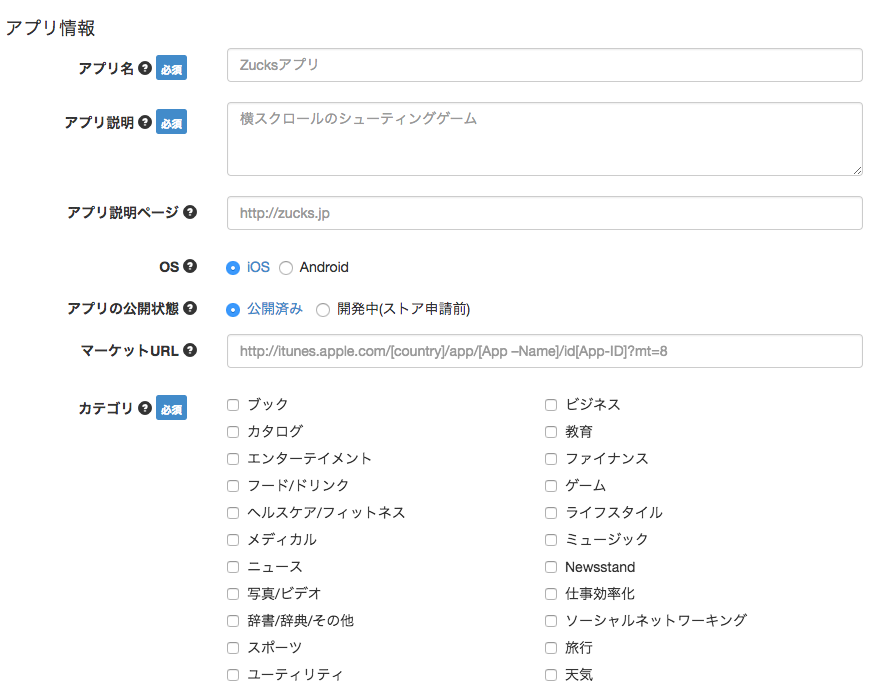 アプリ情報
アプリ名 ? 必須 Zucksアプリ
アプリ説明 ? 必須 横スクロールのシューティングゲーム
アプリ説明ページ ? http://zucks.jp
OS ? iOS Android
アプリの公開状態 ? 公開済み 開発中(ストア申請前)
マーケットURL ? http://itunes.apple.com/[country]/app/[App –Name]/id[App-ID]?mt=8
カテゴリ ? 必須 ブック ビジネス
カタログ 教育
エンターテイメント ファイナンス
フード/ドリンク ゲーム
ヘルスケア/フィットネス ライフスタイル
メディカル ミュージック
ニュース Newsstand
写真/ビデオ 仕事効率化
辞書/辞典/その他 ソーシャルネットワーキング
スポーツ 旅行
ユーティリティ 天気